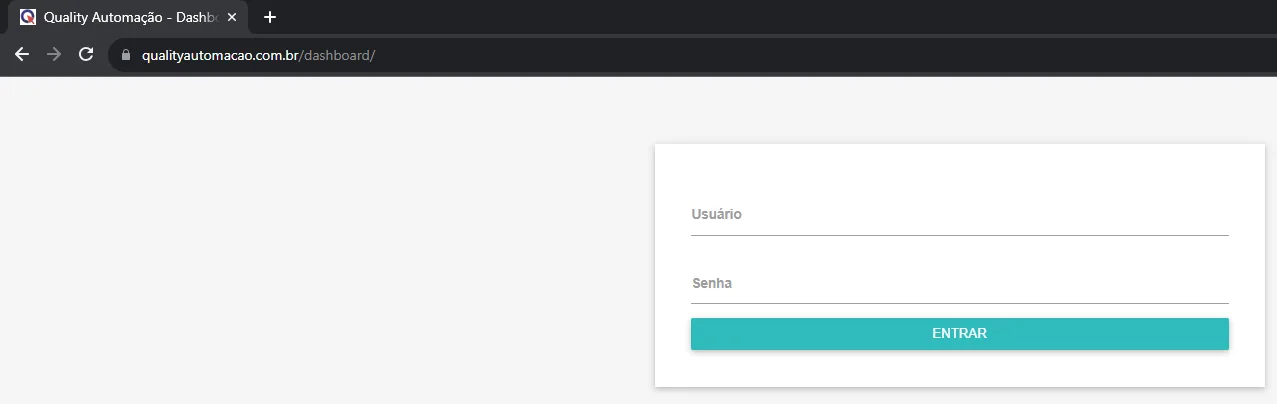 Quality Automação - Dashb
qualityautomacao.com.br/dashboard/
Usuário
Senha
ENTRAR